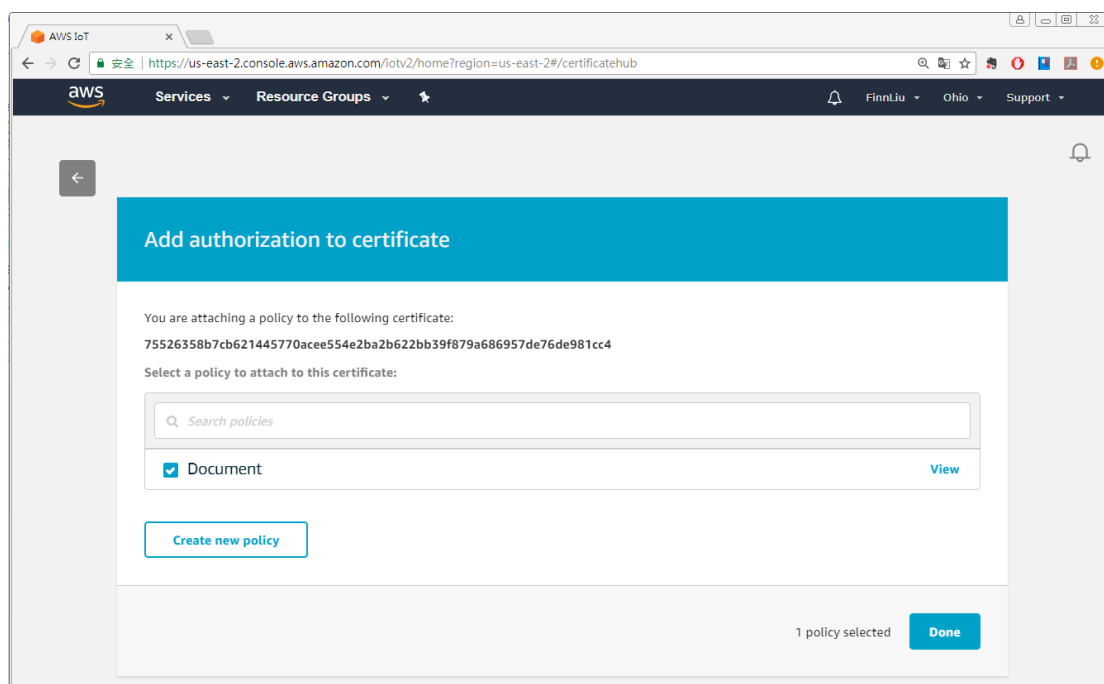 AWS IoT
安全 https://us-east-2.console.aws.amazon.com/iotv2/home?region=us-east-2#/certificatehub
aws Services Resource Groups FinnLiu Ohio Support
Add authorization to certificate
You are attaching a policy to the following certificate:
75526358b7cb621445770acee554e2ba2b622bb39f879a686957de76de981cc4
Select a policy to attach to this certificate:
Search policies
Document View
Create new policy
1 policy selected Done